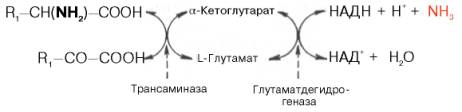 R₁–CH(NH₂)–COOH α-Кетоглутарат НАДН + H⁺ + NH₃
R₁–CO–COOH L-Глутамат НАД⁺ + H₂O
Трансаминаза Глутаматдегидро-
геназа